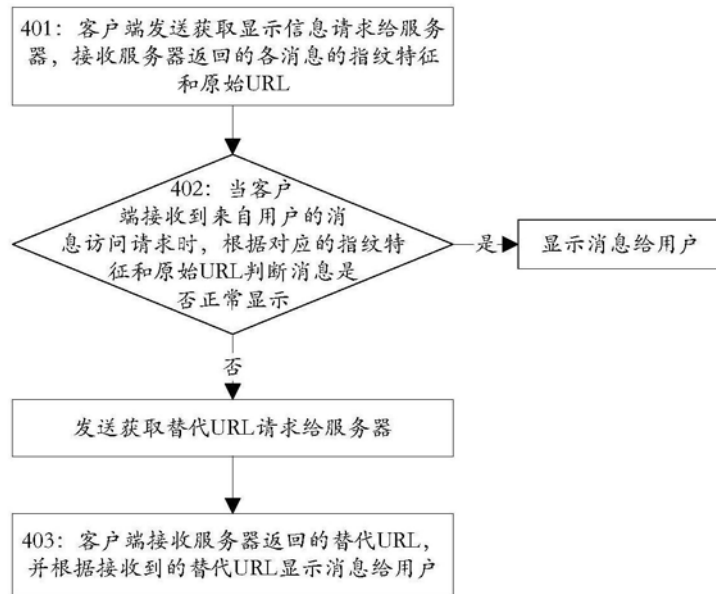 401：客户端发送获取显示信息请求给服务
器，接收服务器返回的各消息的指纹特征
和原始URL
402：当客户
端接收到来自用户的消
息访问请求时，根据对应的指纹特
征和原始URL判断消息是
否正常显示
是
显示消息给用户
否
发送获取替代URL请求给服务器
403：客户端接收服务器返回的替代URL，
并根据接收到的替代URL显示消息给用户